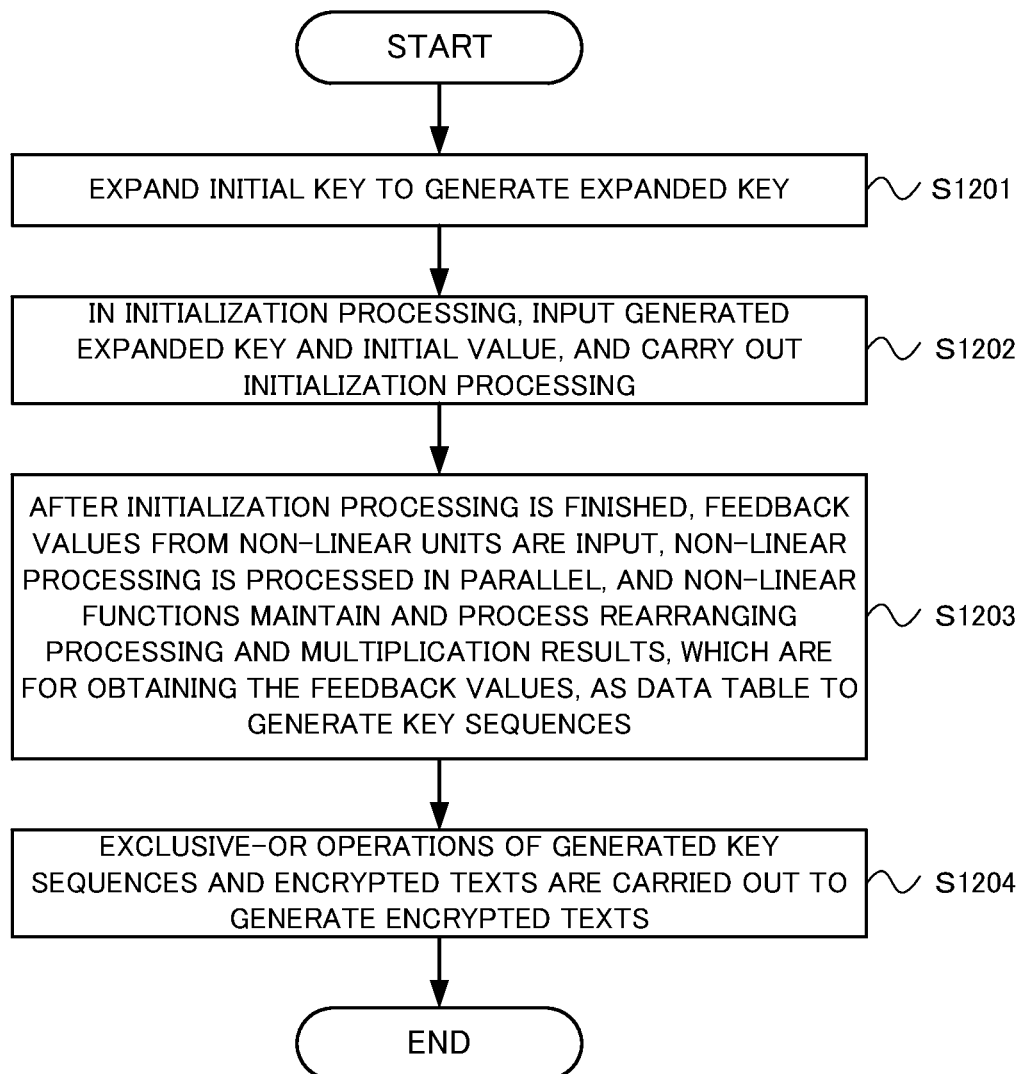 START
EXPAND INITIAL KEY TO GENERATE EXPANDED KEY
S1201
IN INITIALIZATION PROCESSING, INPUT GENERATED
EXPANDED KEY AND INITIAL VALUE, AND CARRY OUT
INITIALIZATION PROCESSING
S1202
AFTER INITIALIZATION PROCESSING IS FINISHED, FEEDBACK
VALUES FROM NON-LINEAR UNITS ARE INPUT, NON-LINEAR
PROCESSING IS PROCESSED IN PARALLEL, AND NON-LINEAR
FUNCTIONS MAINTAIN AND PROCESS REARRANGING
PROCESSING AND MULTIPLICATION RESULTS, WHICH ARE
FOR OBTAINING THE FEEDBACK VALUES, AS DATA TABLE TO
GENERATE KEY SEQUENCES
S1203
EXCLUSIVE-OR OPERATIONS OF GENERATED KEY
SEQUENCES AND ENCRYPTED TEXTS ARE CARRIED OUT TO
GENERATE ENCRYPTED TEXTS
S1204
END